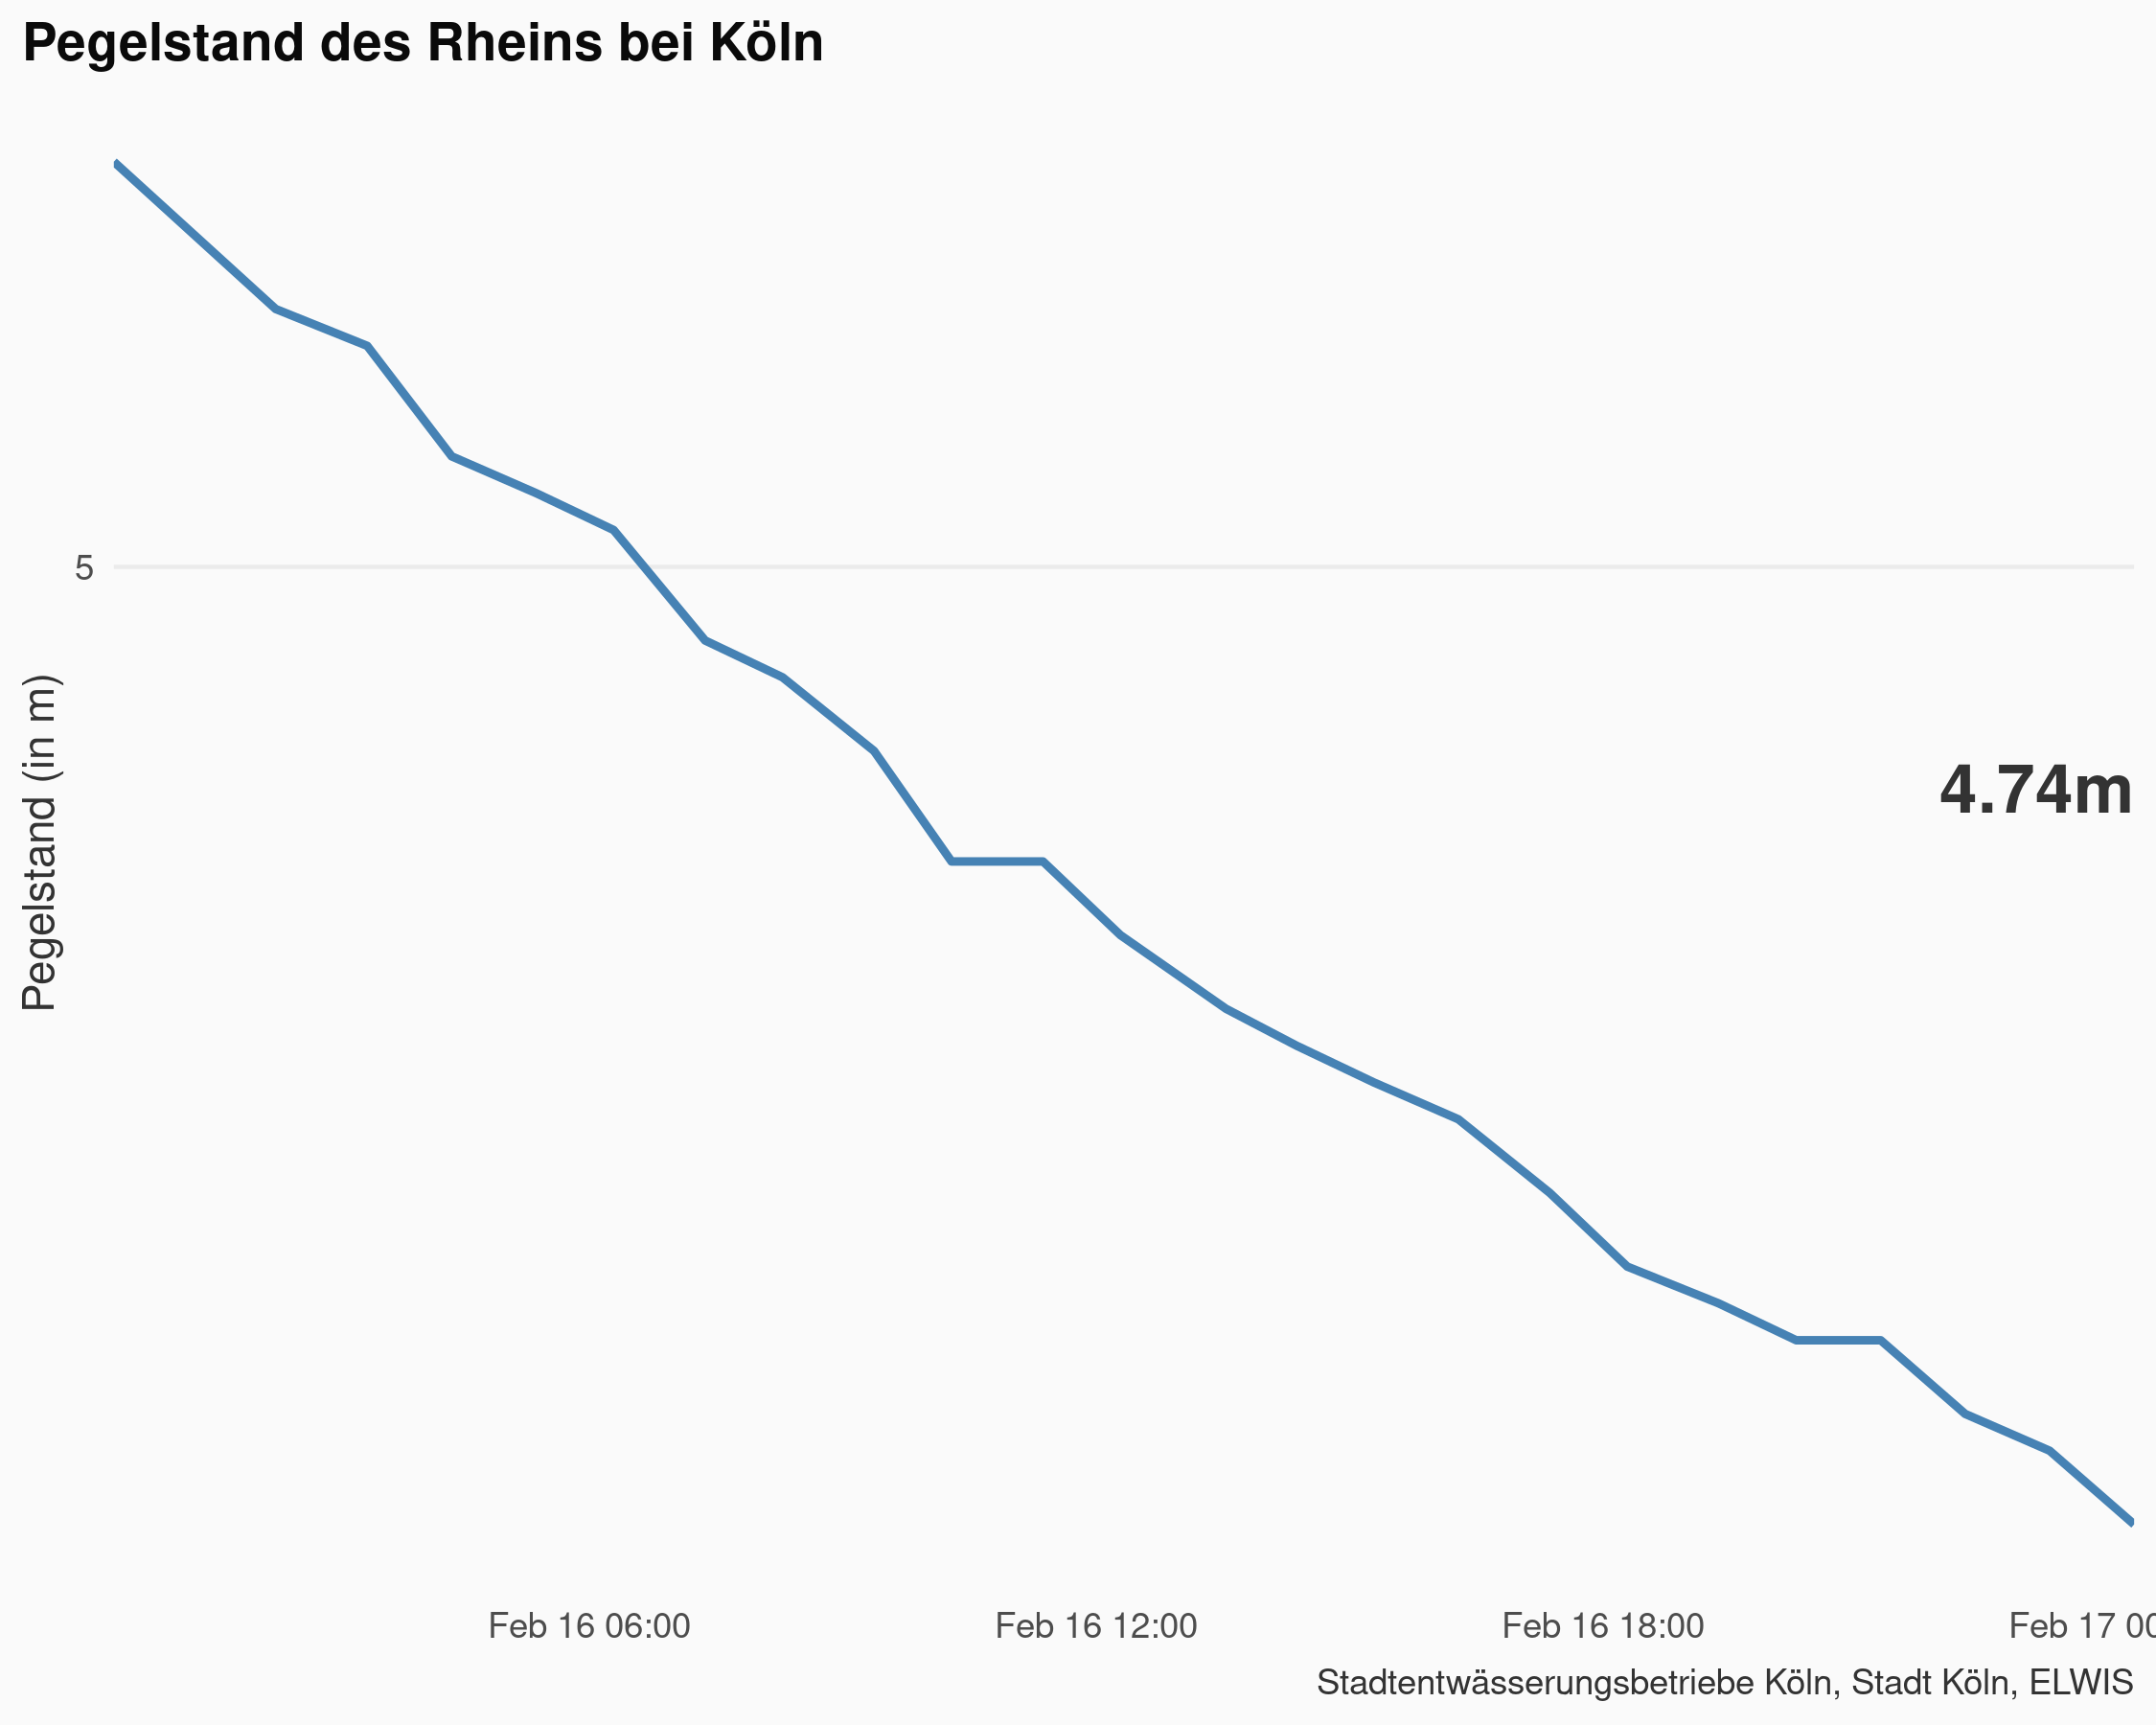 Pegelstand des Rheins bei Köln
5
Pegelstand (in m)
4.74m
Feb 16 06:00
Feb 16 12:00
Feb 16 18:00
Feb 17 00
Stadtentwässerungsbetriebe Köln, Stadt Köln, ELWIS